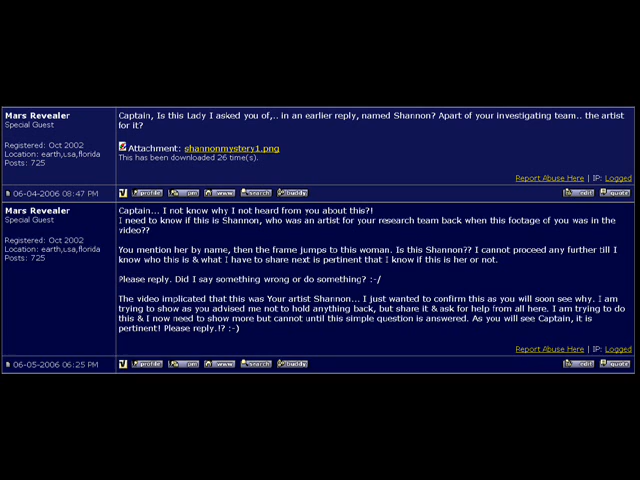 Mars Revealer
Special Guest
Registered: Oct 2002
Location: earth,usa,florida
Posts: 725
Captain, Is this Lady I asked you of,.. in an earlier reply, named Shannon? Apart of your investigating team.. the artist
for it?
Attachment: shannonmystery1.png
This has been downloaded 26 time(s).
Report Abuse Here | IP: Logged
06-04-2006 08:47 PM
profile pm www search buddy edit quote
Mars Revealer
Special Guest
Registered: Oct 2002
Location: earth,usa,florida
Posts: 725
Captain... I not know why I not heard from you about this?!
I need to know if this is Shannon, who was an artist for your research team back when this footage of you was in the
video??
You mention her by name, then the frame jumps to this woman. Is this Shannon?? I cannot proceed any further till I
know who this is & what I have to share next is pertinent that I know if this is her or not.
Please reply. Did I say something wrong or do something? :-/
The video implicated that this was Your artist Shannon... I just wanted to confirm this as you will soon see why. I am
trying to show as you advised me not to hold anything back, but share it & ask for help from all here. I am trying to do
this & I now need to show more but cannot until this simple question is answered. As you will see Captain, it is
pertinent! Please reply.!? :-)
Report Abuse Here | IP: Logged
06-05-2006 06:25 PM
profile pm www search buddy edit quote